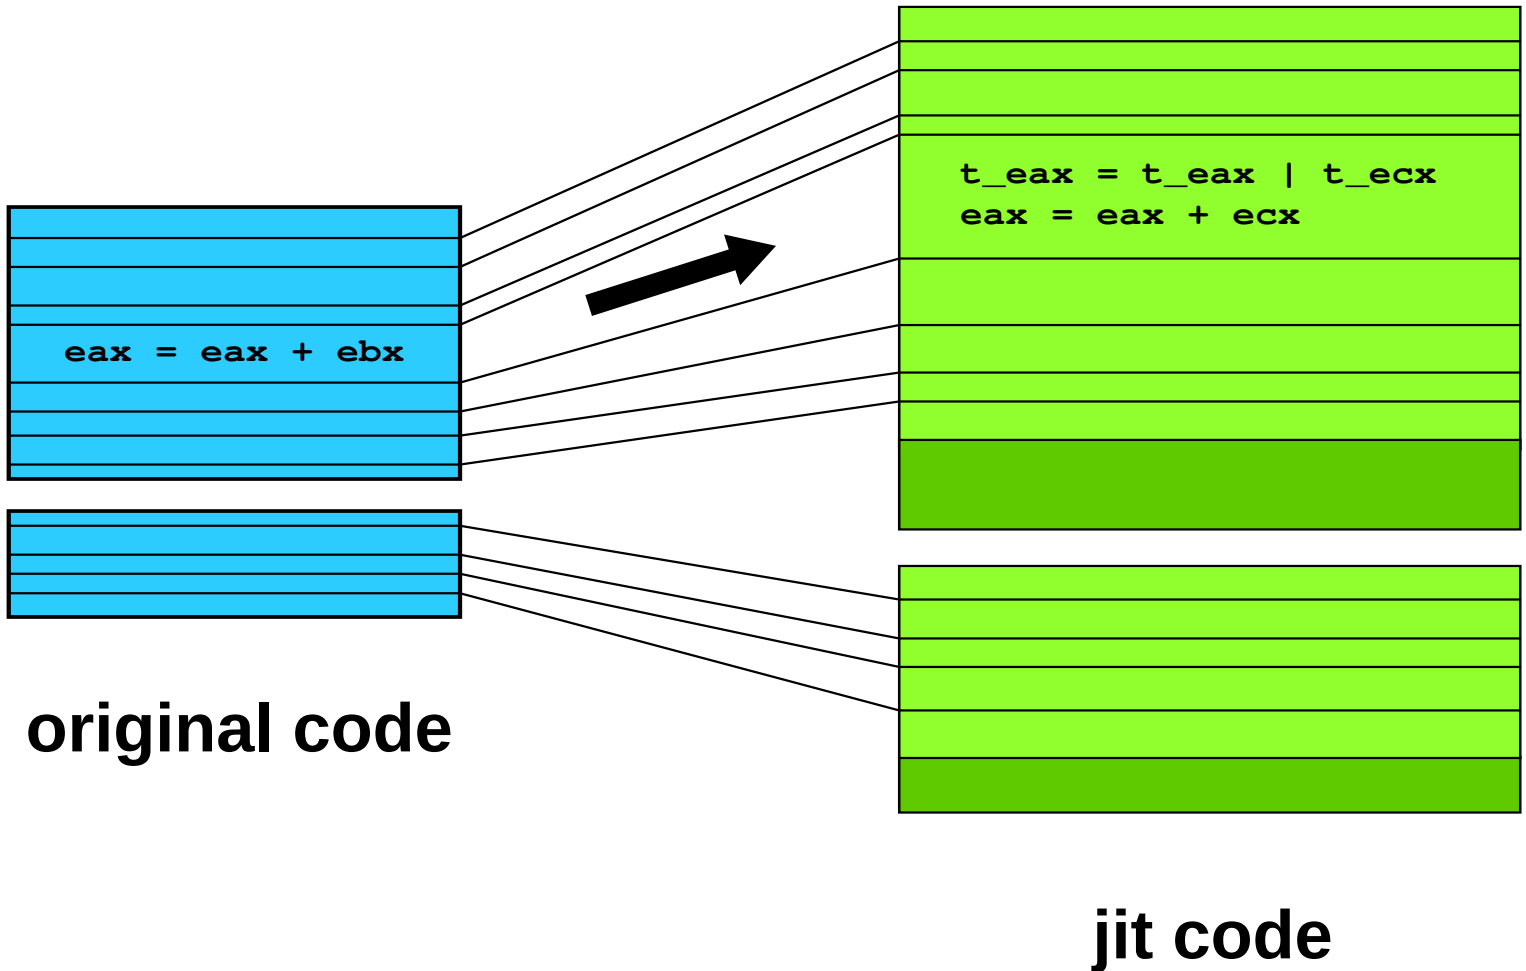 t_eax = t_eax | t_ecx
eax = eax + ecx
eax = eax + ebx
original code
jit code